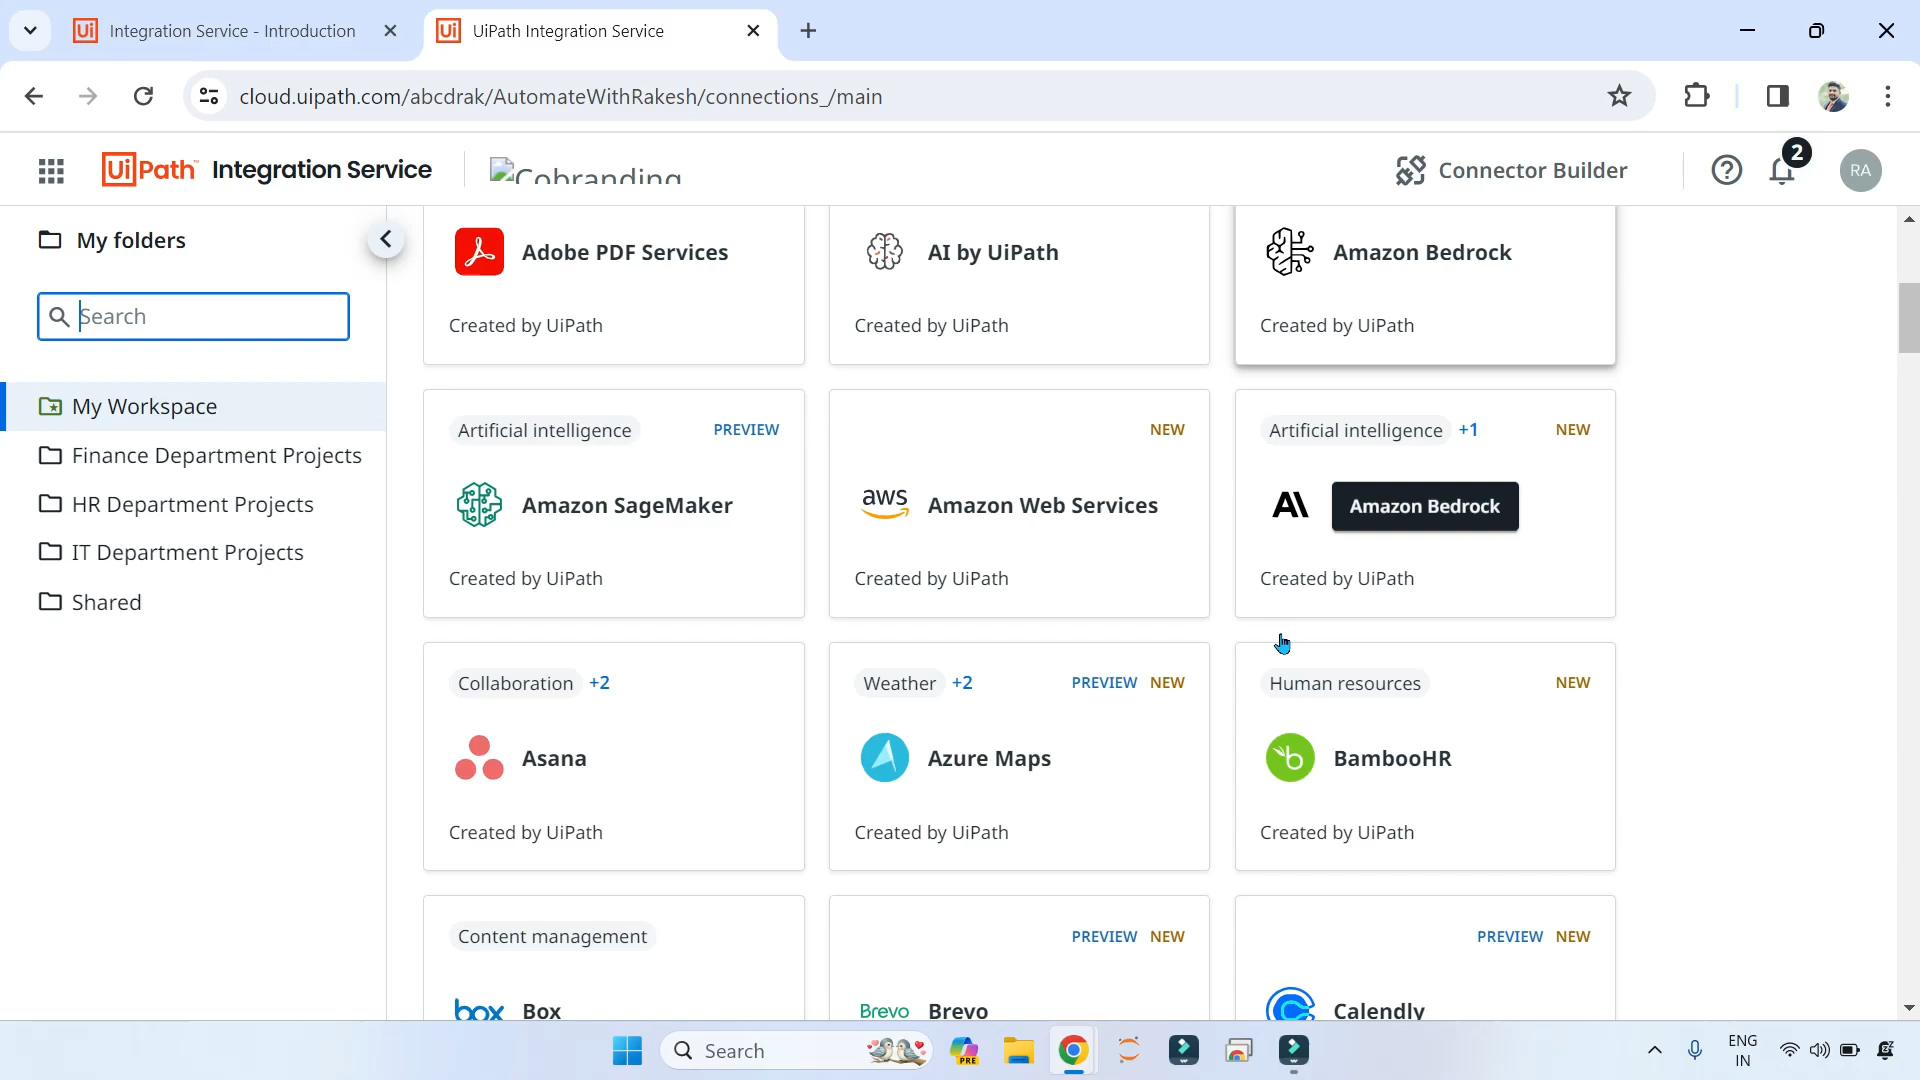 Integration Service - Introduction
UiPath Integration Service
cloud.uipath.com/abcdrak/AutomateWithRakesh/connections_/main
UiPath™ Integration Service
Cobranding
Connector Builder
2
RA
My folders
Search
My Workspace
Finance Department Projects
HR Department Projects
IT Department Projects
Shared
Adobe PDF Services
Created by UiPath
AI by UiPath
Created by UiPath
Amazon Bedrock
Created by UiPath
Artificial intelligence
PREVIEW
Amazon SageMaker
Created by UiPath
NEW
aws
Amazon Web Services
Created by UiPath
Artificial intelligence +1
NEW
Amazon Bedrock
Created by UiPath
Collaboration +2
Asana
Created by UiPath
Weather +2
PREVIEW NEW
Azure Maps
Created by UiPath
Human resources
NEW
BambooHR
Created by UiPath
Content management
box
Box
PREVIEW NEW
Brevo
Brevo
PREVIEW NEW
Calendly
Search
PRE
ENG
IN